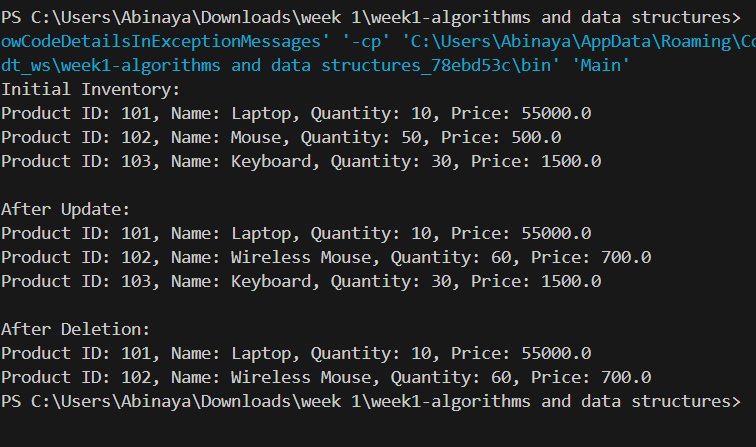 PS C:\Users\Abinaya\Downloads\week 1\week1-algorithms and data structures>
owCodeDetailsInExceptionMessages' '-cp' 'C:\Users\Abinaya\AppData\Roaming\Co
dt_ws\week1-algorithms and data structures_78ebd53c\bin' 'Main'
Initial Inventory:
Product ID: 101, Name: Laptop, Quantity: 10, Price: 55000.0
Product ID: 102, Name: Mouse, Quantity: 50, Price: 500.0
Product ID: 103, Name: Keyboard, Quantity: 30, Price: 1500.0

After Update:
Product ID: 101, Name: Laptop, Quantity: 10, Price: 55000.0
Product ID: 102, Name: Wireless Mouse, Quantity: 60, Price: 700.0
Product ID: 103, Name: Keyboard, Quantity: 30, Price: 1500.0

After Deletion:
Product ID: 101, Name: Laptop, Quantity: 10, Price: 55000.0
Product ID: 102, Name: Wireless Mouse, Quantity: 60, Price: 700.0
PS C:\Users\Abinaya\Downloads\week 1\week1-algorithms and data structures>